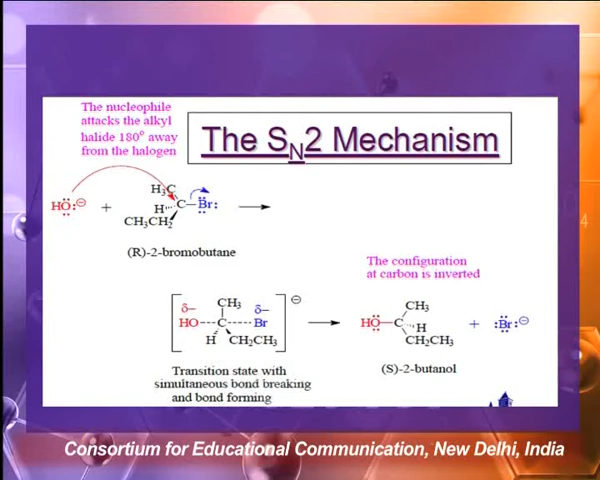 The nucleophile
attacks the alkyl
halide 180° away
from the halogen
The SN2 Mechanism
HÖ:⊖ + H3C H CH3CH2 C–Br:
(R)-2-bromobutane
The configuration
at carbon is inverted
[δ– HO---C---Br δ– CH3 H CH2CH3]⊖
HÖ–C CH3 H CH2CH3 + :Br:⊖
Transition state with
simultaneous bond breaking
and bond forming
(S)-2-butanol
Consortium for Educational Communication, New Delhi, India